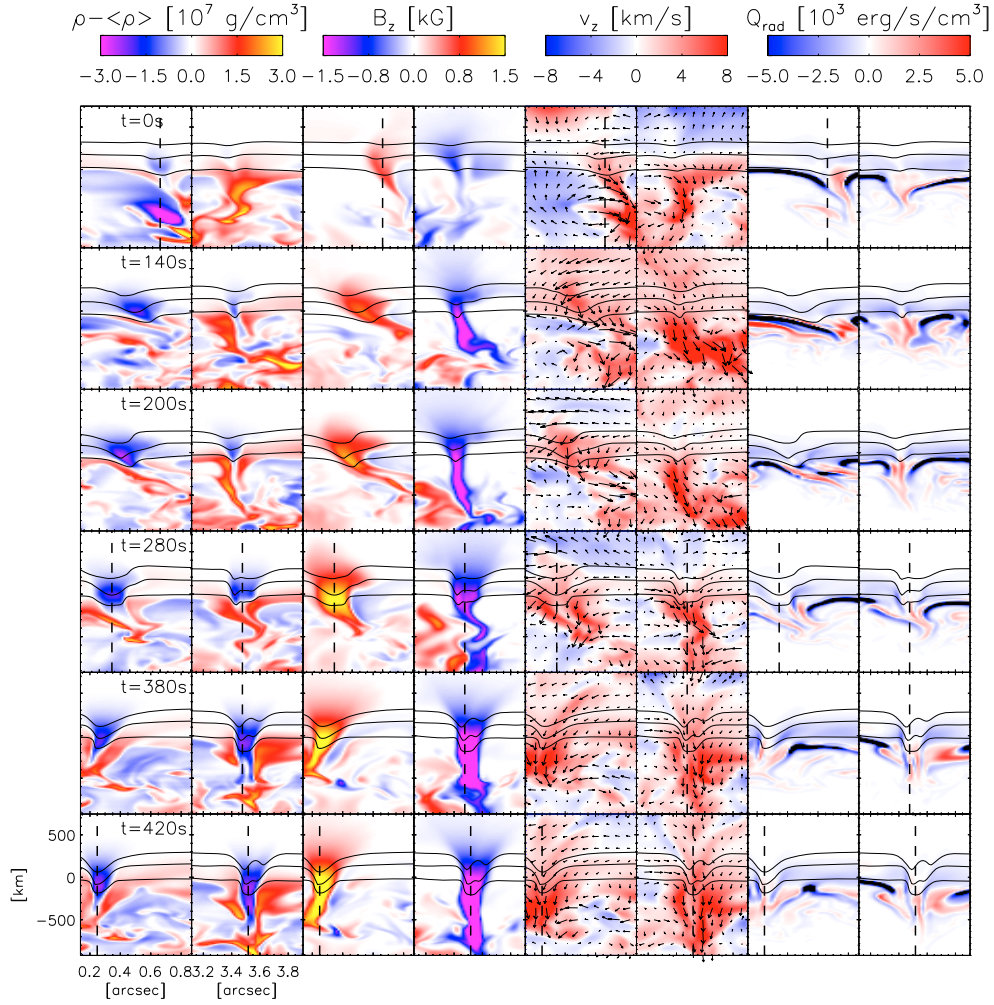 ρ−<ρ> [10⁷ g/cm³] B_z [kG] v_z [km/s] Q_rad [10³ erg/s/cm³]
−3.0 −1.5 0.0 1.5 3.0 −1.5 −0.8 0.0 0.8 1.5 −8 −4 0 4 8 −5.0 −2.5 0.0 2.5 5.0
t=0s
t=140s
t=200s
t=280s
t=380s
t=420s
500
0
−500
[km]
0.2 0.4 0.6 0.8 3.2 3.4 3.6 3.8
[arcsec] [arcsec]